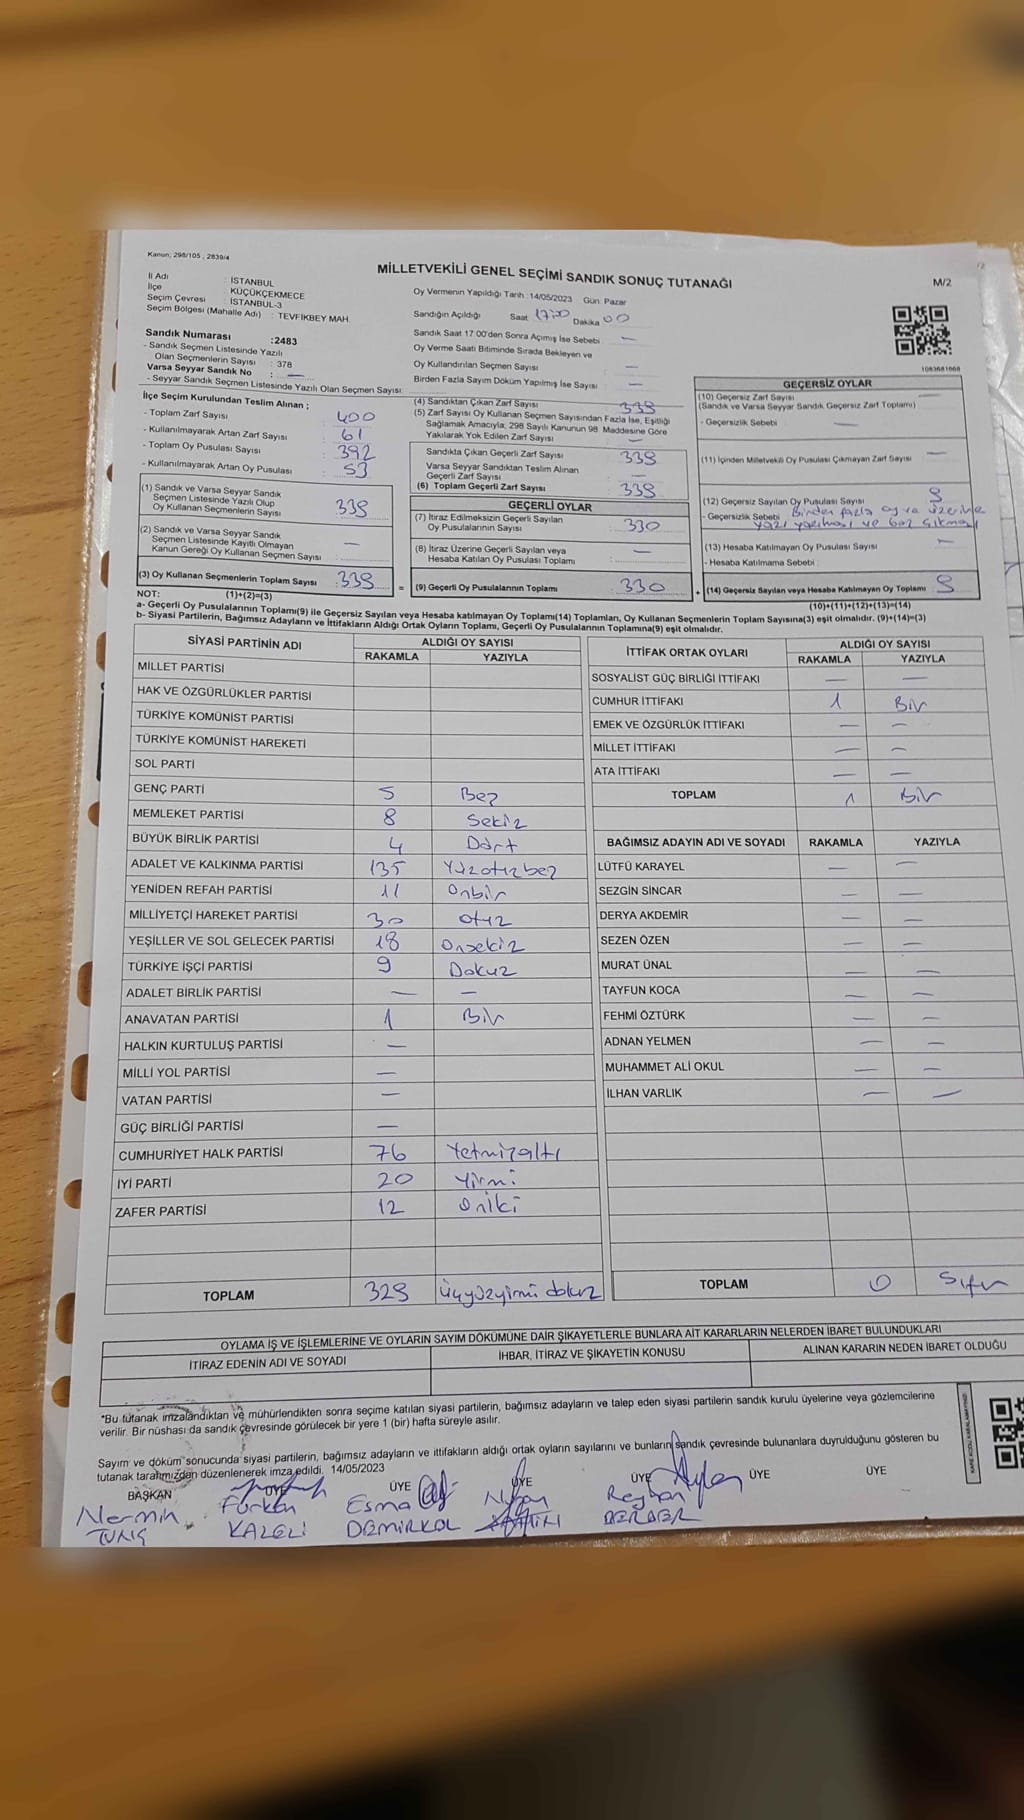 Kanun; 298/105 , 2839/4
MİLLETVEKİLİ GENEL SEÇİMİ SANDIK SONUÇ TUTANAĞI
M/2
İl Adı : İSTANBUL
İlçe : KÜÇÜKÇEKMECE
Seçim Çevresi : İSTANBUL-3
Seçim Bölgesi (Mahalle Adı) : TEVFİKBEY MAH.
Oy Vermenin Yapıldığı Tarih :14/05/2023 Gün: Pazar
Sandığın Açıldığı Saat 17:00 Dakika 00
Sandık Saat 17.00'den Sonra Açımış İse Sebebi : —
Oy Verme Saati Bitiminde Sırada Bekleyen ve
Oy Kullandırılan Seçmen Sayısı : —
Birden Fazla Sayım Döküm Yapılmış İse Sayısı : —
1083681668
Sandık Numarası :2483
- Sandık Seçmen Listesinde Yazılı
Olan Seçmenlerin Sayısı : 378
Varsa Seyyar Sandık No : —
- Seyyar Sandık Seçmen Listesinde Yazılı Olan Seçmen Sayısı:
İlçe Seçim Kurulundan Teslim Alınan ;
- Toplam Zarf Sayısı : 400
- Kullanılmayarak Artan Zarf Sayısı : 61
- Toplam Oy Pusulası Sayısı : 392
- Kullanılmayarak Artan Oy Pusulası : 53
(1) Sandık ve Varsa Seyyar Sandık
Seçmen Listesinde Yazılı Olup
Oy Kullanan Seçmenlerin Sayısı : 339
(2) Sandık ve Varsa Seyyar Sandık
Seçmen Listesinde Kayıtlı Olmayan
Kanun Gereği Oy Kullanan Seçmen Sayısı : —
(3) Oy Kullanan Seçmenlerin Toplam Sayısı : 339 =
(4) Sandıktan Çıkan Zarf Sayısı : 339
(5) Zarf Sayısı Oy Kullanan Seçmen Sayısından Fazla İse, Eşitliği
Sağlamak Amacıyla, 298 Sayılı Kanunun 98. Maddesine Göre
Yakılarak Yok Edilen Zarf Sayısı : —
Sandıkta Çıkan Geçerli Zarf Sayısı : 339
Varsa Seyyar Sandıktan Teslim Alınan
Geçerli Zarf Sayısı : —
(6) Toplam Geçerli Zarf Sayısı : 339
GEÇERLİ OYLAR
(7) İtiraz Edilmeksizin Geçerli Sayılan
Oy Pusulalarının Sayısı : 330
(8) İtiraz Üzerine Geçerli Sayılan veya
Hesaba Katılan Oy Pusulası Toplamı : —
(9) Geçerli Oy Pusulalarının Toplamı : 330 +
GEÇERSİZ OYLAR
(10) Geçersiz Zarf Sayısı : —
(Sandık ve Varsa Seyyar Sandık Geçersiz Zarf Toplamı)
- Geçersizlik Sebebi : —
(11) İçinden Milletvekili Oy Pusulası Çıkmayan Zarf Sayısı : —
(12) Geçersiz Sayılan Oy Pusulası Sayısı : 9
- Geçersizlik Sebebi : Birden fazla oy ve üzerine
yazı yazılması ve boş çıkması
(13) Hesaba Katılmayan Oy Pusulası Sayısı : —
- Hesaba Katılmama Sebebi :
(14) Geçersiz Sayılan veya Hesaba Katılmayan Oy Toplamı : 9
NOT: (1)+(2)=(3)
(10)+(11)+(12)+(13)=(14)
a- Geçerli Oy Pusulalarının Toplamı(9) ile Geçersiz Sayılan veya Hesaba katılmayan Oy Toplamı(14) Toplamları, Oy Kullanan Seçmenlerin Toplam Sayısına(3) eşit olmalıdır. (9)+(14)=(3)
b- Siyasi Partilerin, Bağımsız Adayların ve İttifakların Aldığı Ortak Oyların Toplamı, Geçerli Oy Pusulalarının Toplamına(9) eşit olmalıdır.
SİYASİ PARTİNİN ADI ALDIĞI OY SAYISI
RAKAMLA YAZIYLA
MİLLET PARTİSİ
HAK VE ÖZGÜRLÜKLER PARTİSİ
TÜRKİYE KOMÜNİST PARTİSİ
TÜRKİYE KOMÜNİST HAREKETİ
SOL PARTİ
GENÇ PARTİ 5 Beş
MEMLEKET PARTİSİ 8 Sekiz
BÜYÜK BİRLİK PARTİSİ 4 Dört
ADALET VE KALKINMA PARTİSİ 135 Yüzotuzbeş
YENİDEN REFAH PARTİSİ 11 Onbir
MİLLİYETÇİ HAREKET PARTİSİ 30 Otuz
YEŞİLLER VE SOL GELECEK PARTİSİ 18 Onsekiz
TÜRKİYE İŞÇİ PARTİSİ 9 Dokuz
ADALET BİRLİK PARTİSİ — —
ANAVATAN PARTİSİ 1 Bir
HALKIN KURTULUŞ PARTİSİ —
MİLLİ YOL PARTİSİ —
VATAN PARTİSİ —
GÜÇ BİRLİĞİ PARTİSİ —
CUMHURİYET HALK PARTİSİ 76 Yetmişaltı
İYİ PARTİ 20 Yirmi
ZAFER PARTİSİ 12 Oniki
TOPLAM 329 Üçyüzyirmi dokuz
İTTİFAK ORTAK OYLARI ALDIĞI OY SAYISI
RAKAMLA YAZIYLA
SOSYALİST GÜÇ BİRLİĞİ İTTİFAKI — —
CUMHUR İTTİFAKI 1 Bir
EMEK VE ÖZGÜRLÜK İTTİFAKI — —
MİLLET İTTİFAKI — —
ATA İTTİFAKI — —
TOPLAM 1 Bir
BAĞIMSIZ ADAYIN ADI VE SOYADI RAKAMLA YAZIYLA
LÜTFÜ KARAYEL — —
SEZGİN SİNCAR — —
DERYA AKDEMİR — —
SEZEN ÖZEN — —
MURAT ÜNAL — —
TAYFUN KOCA — —
FEHMİ ÖZTÜRK — —
ADNAN YELMEN — —
MUHAMMET ALİ OKUL — —
İLHAN VARLIK — —
TOPLAM 0 Sıfır
OYLAMA İŞ VE İŞLEMLERİNE VE OYLARIN SAYIM DÖKÜMÜNE DAİR ŞİKAYETLERLE BUNLARA AİT KARARLARIN NELERDEN İBARET BULUNDUKLARI
İTİRAZ EDENİN ADI VE SOYADI İHBAR, İTİRAZ VE ŞİKAYETİN KONUSU ALINAN KARARIN NEDEN İBARET OLDUĞU
*Bu tutanak imzalandıktan ve mühürlendikten sonra seçime katılan siyasi partilerin, bağımsız adayların ve talep eden siyasi partilerin sandık kurulu üyelerine veya gözlemcilerine
verilir. Bir nüshası da sandık çevresinde görülecek bir yere 1 (bir) hafta süreyle asılır.
Sayım ve döküm sonucunda siyasi partilerin, bağımsız adayların ve ittifakların aldığı ortak oyların sayılarını ve bunların sandık çevresinde bulunanlara duyrulduğunu gösteren bu
tutanak tarafımızdan düzenlenerek imza edildi. 14/05/2023
BAŞKAN ÜYE ÜYE ÜYE ÜYE ÜYE ÜYE
Nermin Furkan Esma Reyhan
TUNÇ KAZELİ DEMİRKOL